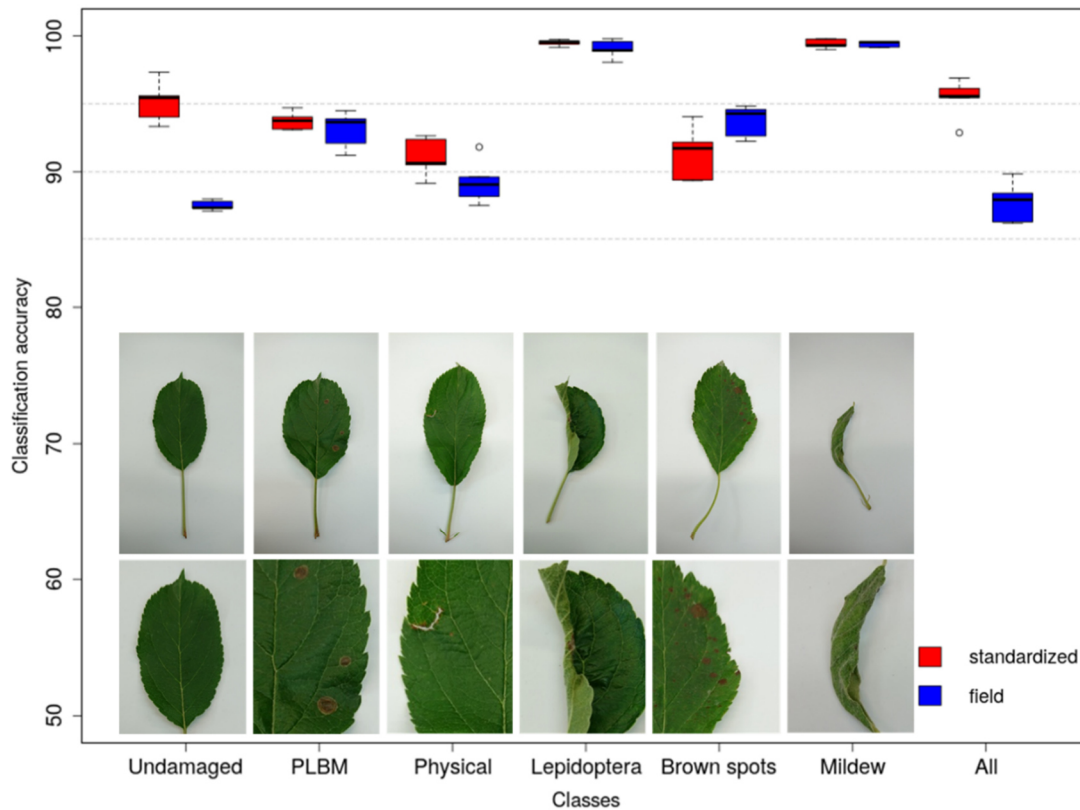 100
90
80
70
60
50
Classification accuracy
standardized
field
Undamaged PLBM Physical Lepidoptera Brown spots Mildew All
Classes